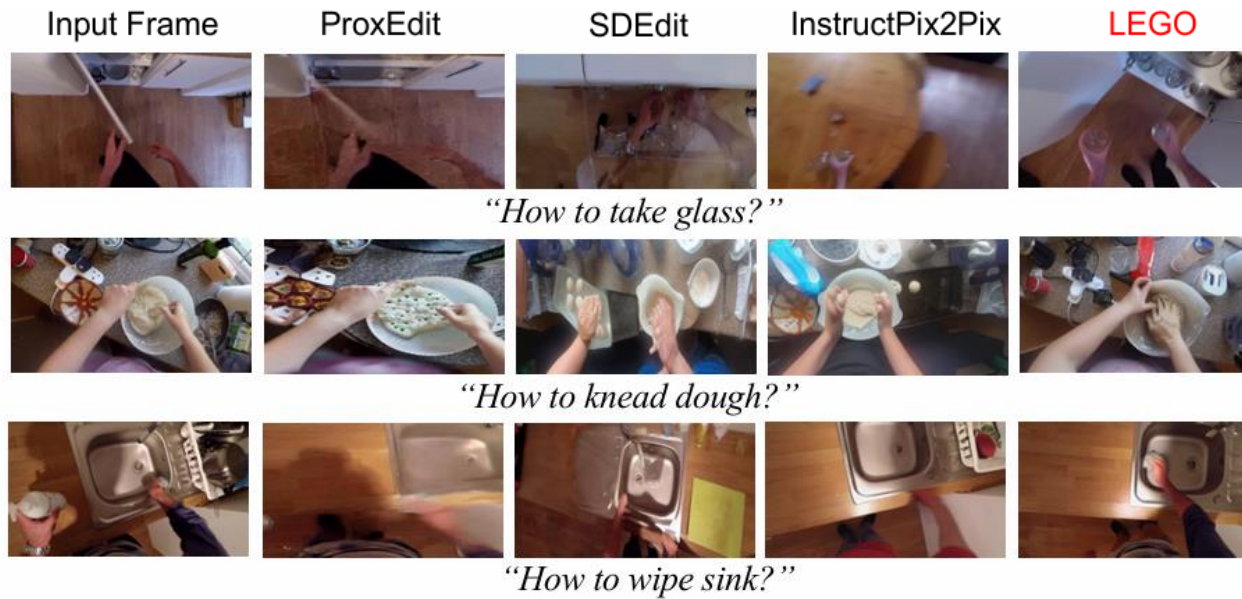 Input Frame ProxEdit SDEdit InstructPix2Pix LEGO
“How to take glass?”
“How to knead dough?”
“How to wipe sink?”